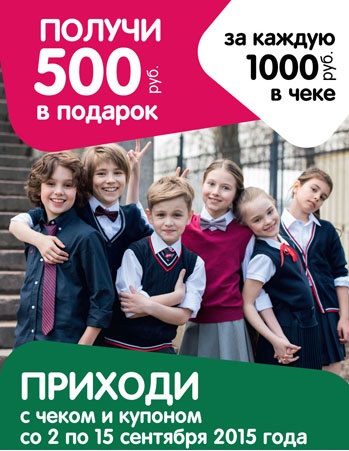 ПОЛУЧИ
500 руб.
в подарок
за каждую
1000 руб.
в чеке
ПРИХОДИ
с чеком и купоном
со 2 по 15 сентября 2015 года